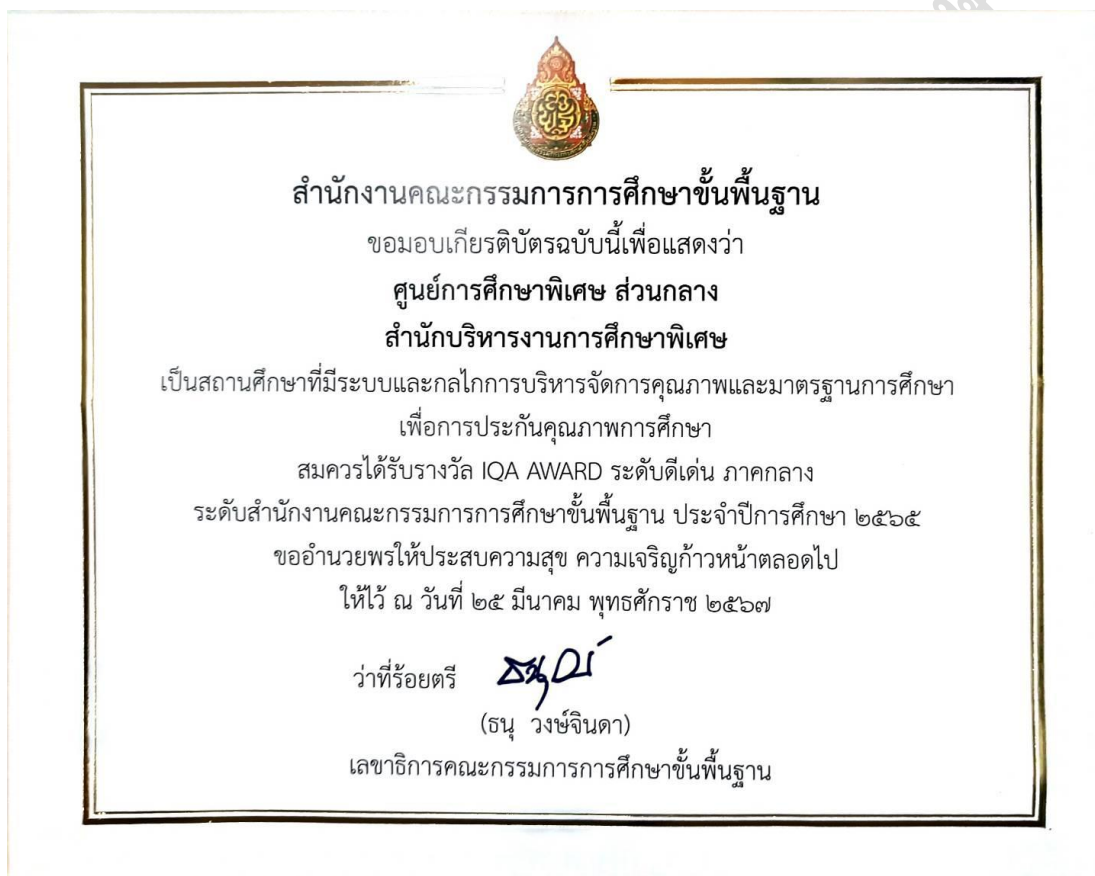 สำนักงานคณะกรรมการการศึกษาขั้นพื้นฐาน
ขอมอบเกียรติบัตรฉบับนี้เพื่อแสดงว่า
ศูนย์การศึกษาพิเศษ ส่วนกลาง
สำนักบริหารงานการศึกษาพิเศษ
เป็นสถานศึกษาที่มีระบบและกลไกการบริหารจัดการคุณภาพและมาตรฐานการศึกษา
เพื่อการประกันคุณภาพการศึกษา
สมควรได้รับรางวัล IQA AWARD ระดับดีเด่น ภาคกลาง
ระดับสำนักงานคณะกรรมการการศึกษาขั้นพื้นฐาน ประจำปีการศึกษา ๒๕๖๕
ขออำนวยพรให้ประสบความสุข ความเจริญก้าวหน้าตลอดไป
ให้ไว้ ณ วันที่ ๒๕ มีนาคม พุทธศักราช ๒๕๖๗
ว่าที่ร้อยตรี
(ธนุ วงษ์จินดา)
เลขาธิการคณะกรรมการการศึกษาขั้นพื้นฐาน